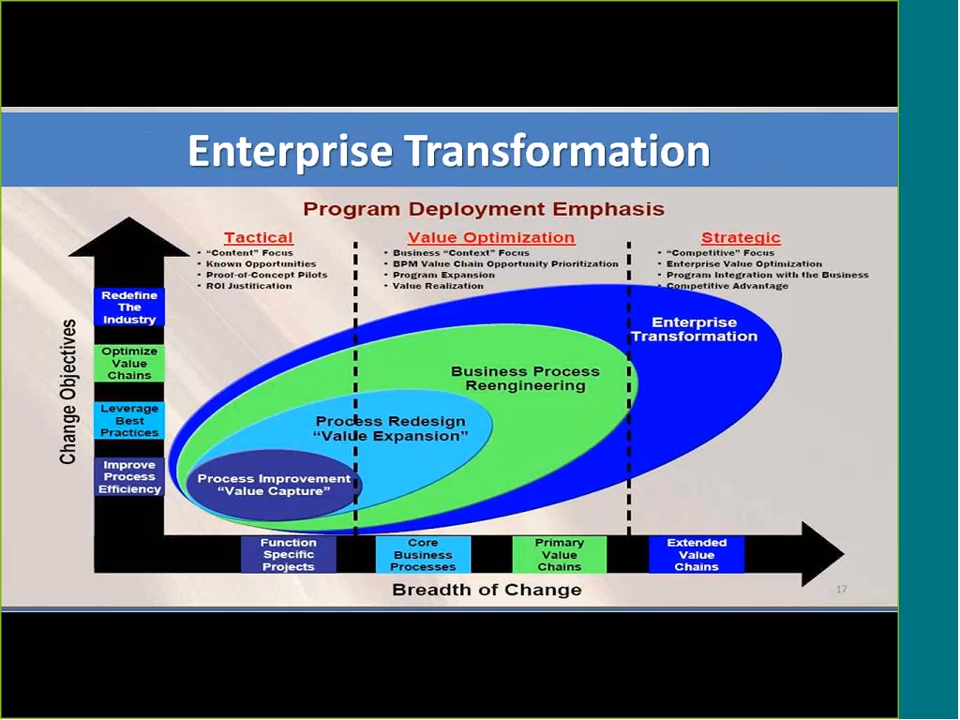 Enterprise Transformation
Program Deployment Emphasis
Tactical
• “Content” Focus
• Known Opportunities
• Proof-of-Concept Pilots
• ROI Justification
Value Optimization
• Business “Context” Focus
• BPM Value Chain Opportunity Prioritization
• Program Expansion
• Value Realization
Strategic
• “Competitive” Focus
• Enterprise Value Optinization
• Program Integration with the Business
• Competitive Advantage
Change Objectives
Redefine
The
Industry
Optimize
Value
Chains
Leverage
Best
Practices
Improve
Process
Efficiency
Enterprise
Transformation
Business Process
Reengineering
Process Redesign
“Value Expansion”
Process Improvement
“Value Capture”
Function
Specific
Projects
Core
Business
Processes
Primary
Value
Chains
Extended
Value
Chains
Breadth of Change
17